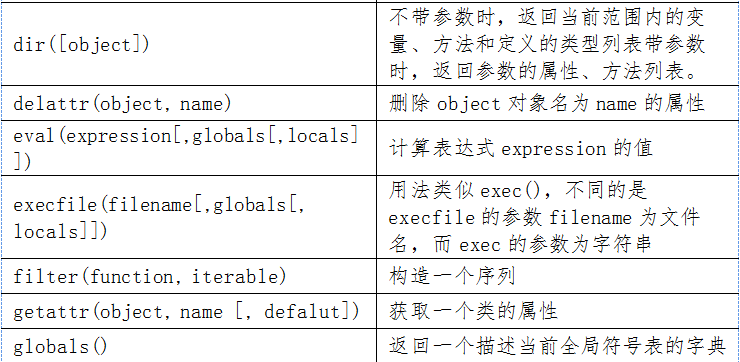 dir([object])
不带参数时，返回当前范围内的变
量、方法和定义的类型列表带参数
时，返回参数的属性、方法列表。
delattr(object, name)
删除 object 对象名为 name 的属性
eval(expression[,globals[,locals]
])
计算表达式 expression 的值
execfile(filename[,globals[,
locals]])
用法类似 exec()，不同的是
execfile 的参数 filename 为文件
名，而 exec 的参数为字符串
filter(function, iterable)
构造一个序列
getattr(object, name [, defalut])
获取一个类的属性
globals()
返回一个描述当前全局符号表的字典